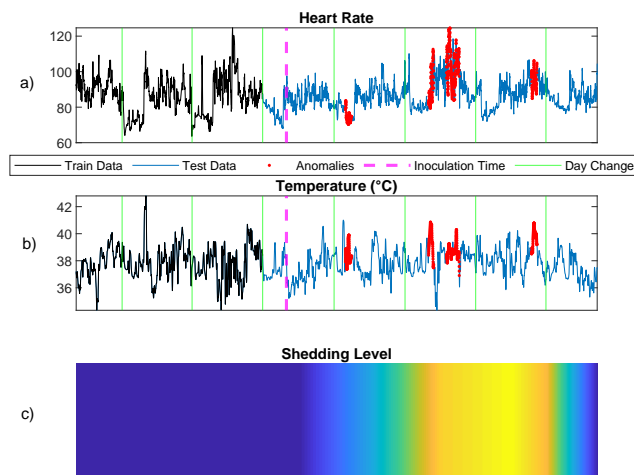 Heart Rate
120
100
80
60
a)
Train Data Test Data Anomalies Inoculation Time Day Change
Temperature (°C)
42
40
38
36
b)
Shedding Level
c)